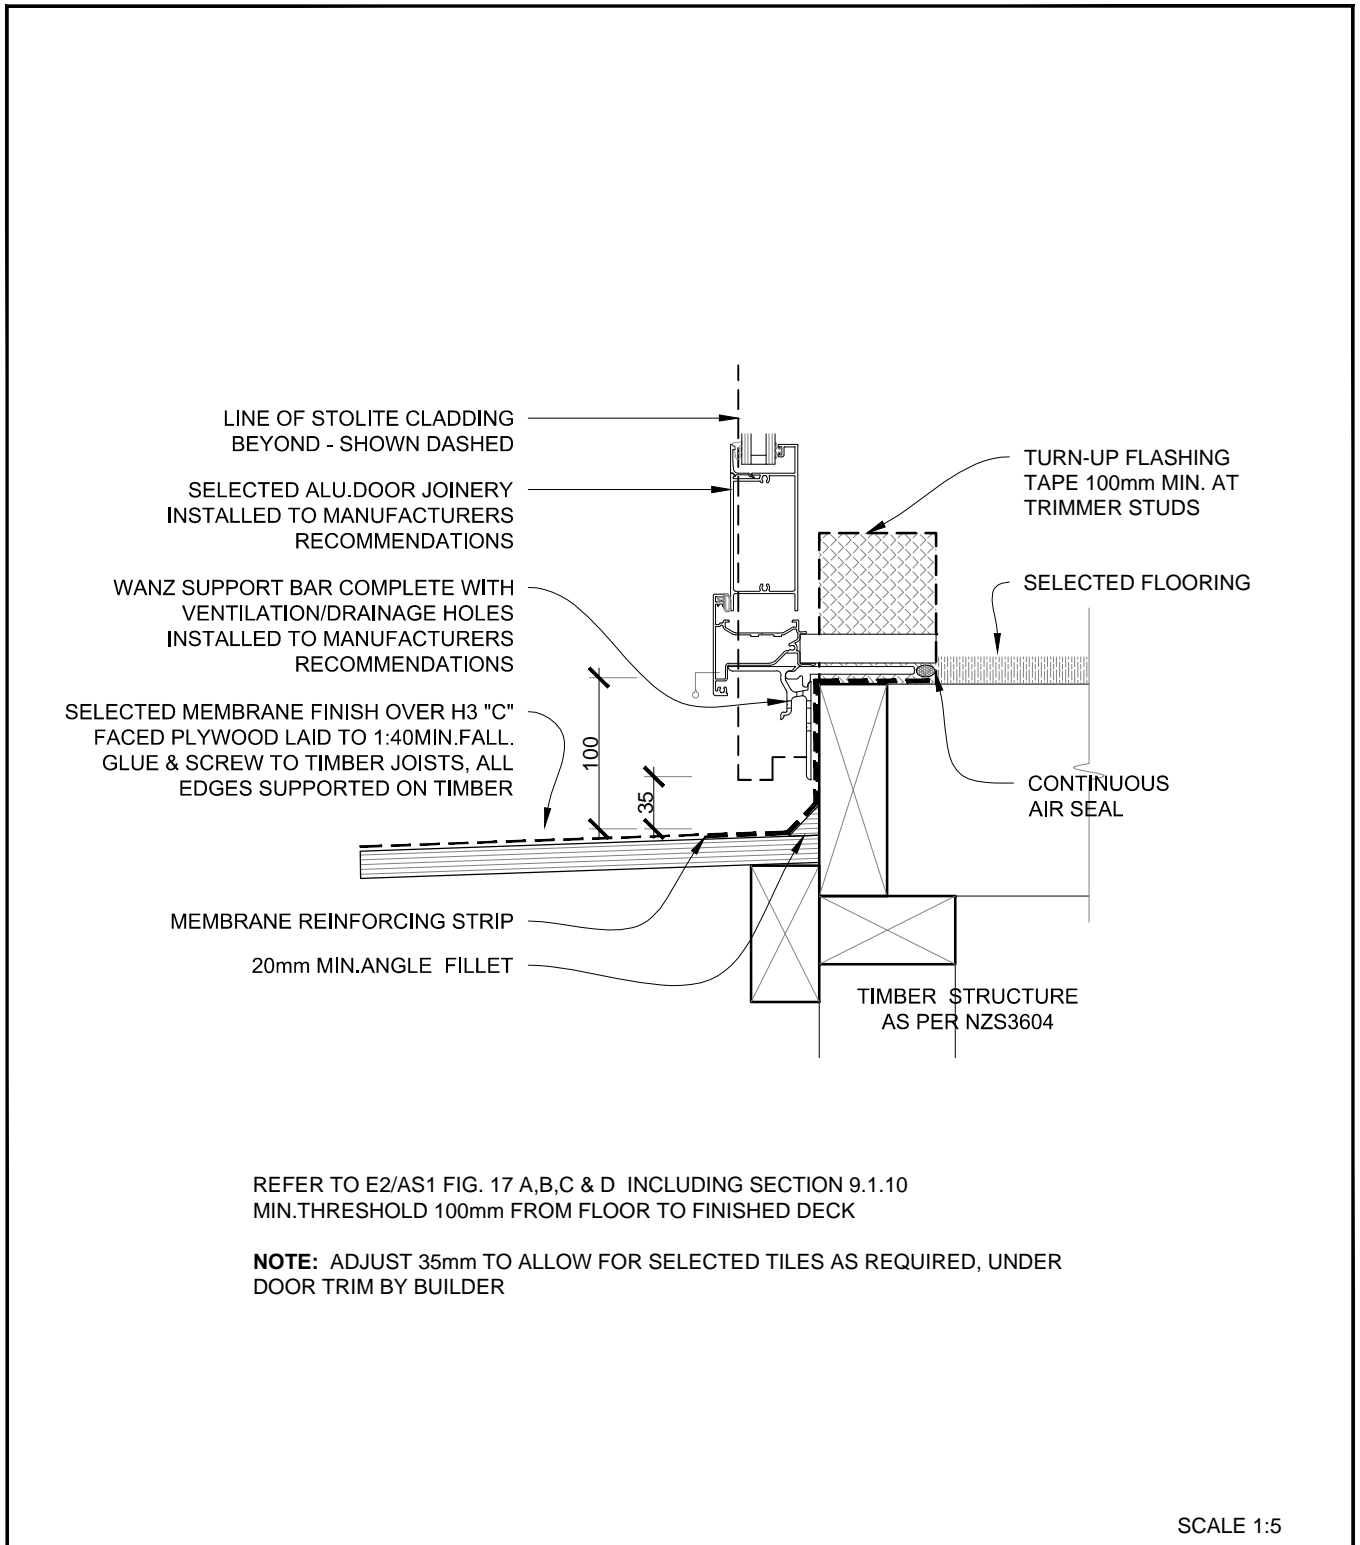 LINE OF STOLITE CLADDING
BEYOND - SHOWN DASHED
SELECTED ALU.DOOR JOINERY
INSTALLED TO MANUFACTURERS
RECOMMENDATIONS
WANZ SUPPORT BAR COMPLETE WITH
VENTILATION/DRAINAGE HOLES
INSTALLED TO MANUFACTURERS
RECOMMENDATIONS
SELECTED MEMBRANE FINISH OVER H3 "C"
FACED PLYWOOD LAID TO 1:40MIN.FALL.
GLUE & SCREW TO TIMBER JOISTS, ALL
EDGES SUPPORTED ON TIMBER
MEMBRANE REINFORCING STRIP
20mm MIN.ANGLE FILLET
100
35
TURN-UP FLASHING
TAPE 100mm MIN. AT
TRIMMER STUDS
SELECTED FLOORING
CONTINUOUS
AIR SEAL
TIMBER STRUCTURE
AS PER NZS3604
REFER TO E2/AS1 FIG. 17 A,B,C & D INCLUDING SECTION 9.1.10
MIN.THRESHOLD 100mm FROM FLOOR TO FINISHED DECK
NOTE: ADJUST 35mm TO ALLOW FOR SELECTED TILES AS REQUIRED, UNDER
DOOR TRIM BY BUILDER
SCALE 1:5